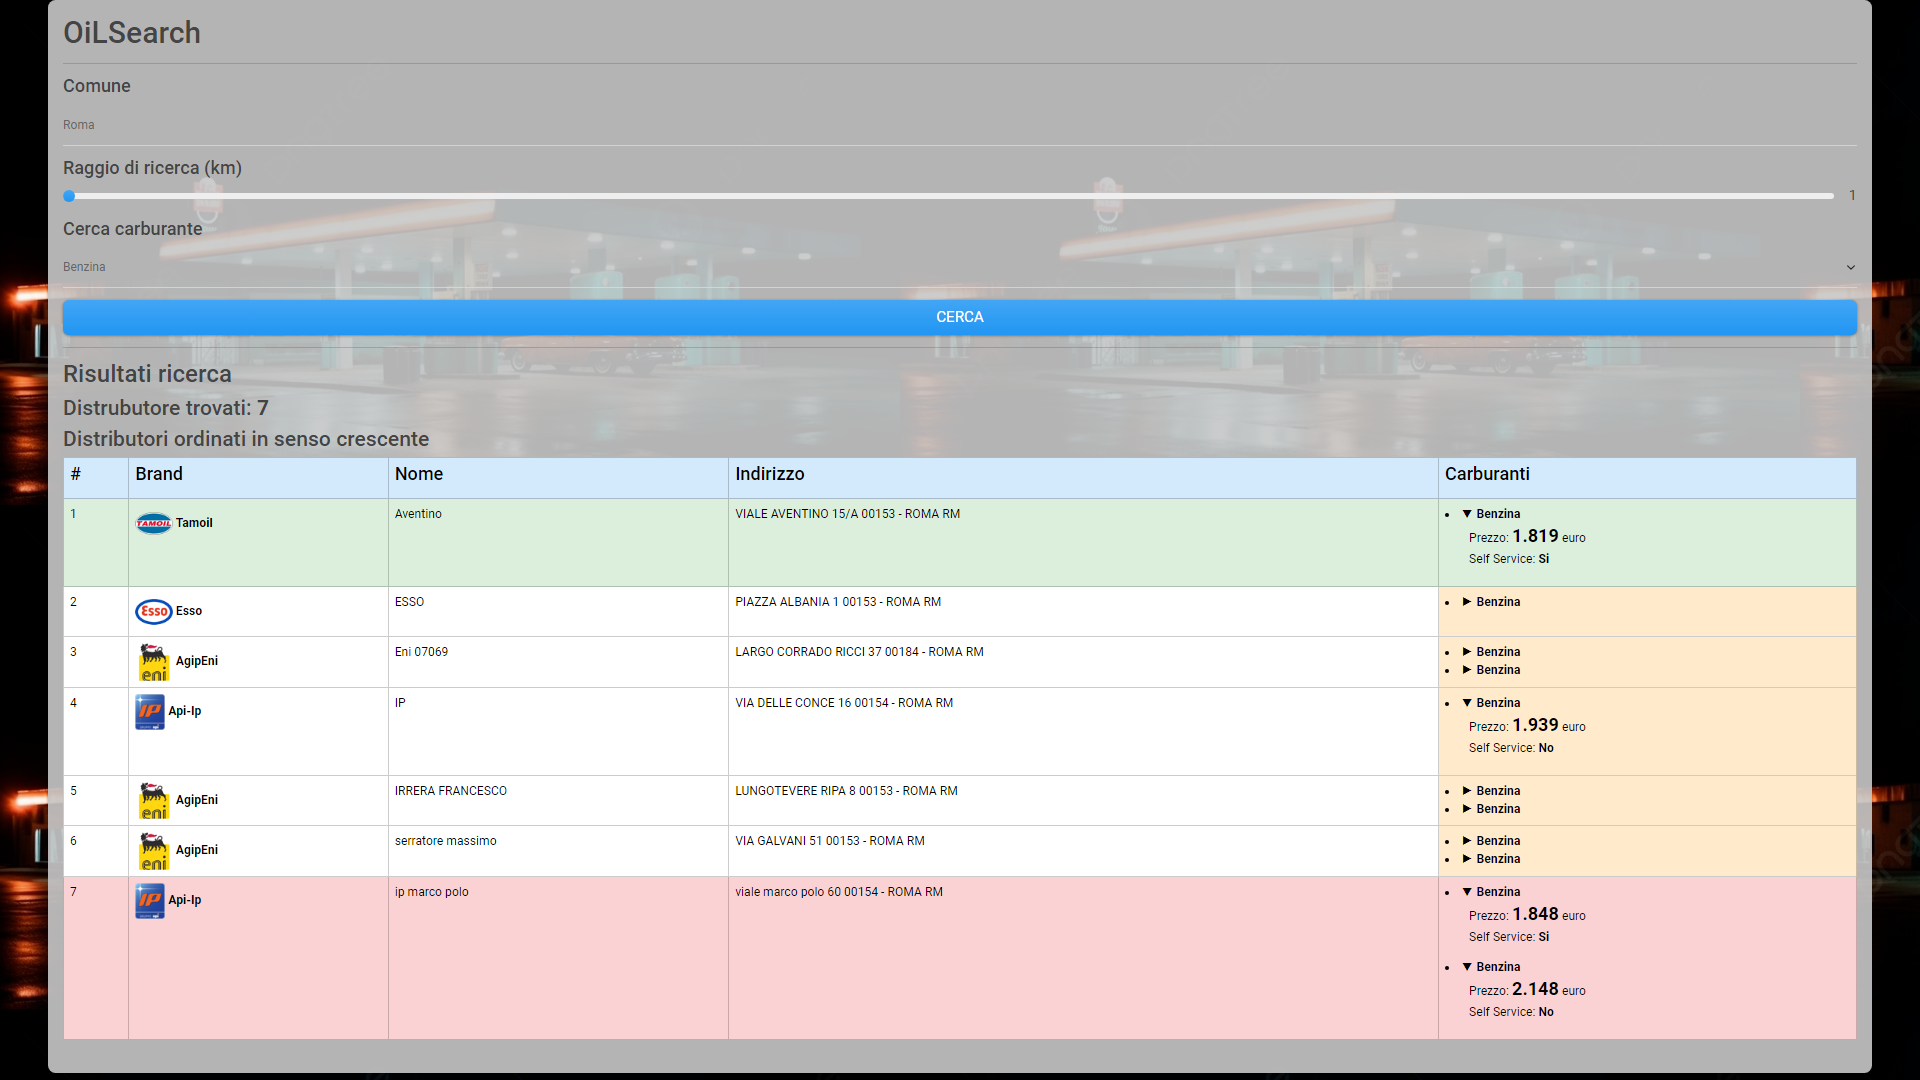 OiLSearch
Comune
Roma
Raggio di ricerca (km)
1
Cerca carburante
Benzina
CERCA
Risultati ricerca
Distrubutore trovati: 7
Distributori ordinati in senso crescente
# Brand Nome Indirizzo Carburanti
1 TAMOIL Tamoil Aventino VIALE AVENTINO 15/A 00153 - ROMA RM Benzina
Prezzo: 1.819 euro
Self Service: Si
2 Esso Esso ESSO PIAZZA ALBANIA 1 00153 - ROMA RM Benzina
3 eni AgipEni Eni 07069 LARGO CORRADO RICCI 37 00184 - ROMA RM Benzina
Benzina
4 IP Api-Ip IP VIA DELLE CONCE 16 00154 - ROMA RM Benzina
Prezzo: 1.939 euro
Self Service: No
5 eni AgipEni IRRERA FRANCESCO LUNGOTEVERE RIPA 8 00153 - ROMA RM Benzina
Benzina
6 eni AgipEni serratore massimo VIA GALVANI 51 00153 - ROMA RM Benzina
Benzina
7 IP Api-Ip ip marco polo viale marco polo 60 00154 - ROMA RM Benzina
Prezzo: 1.848 euro
Self Service: Si
Benzina
Prezzo: 2.148 euro
Self Service: No